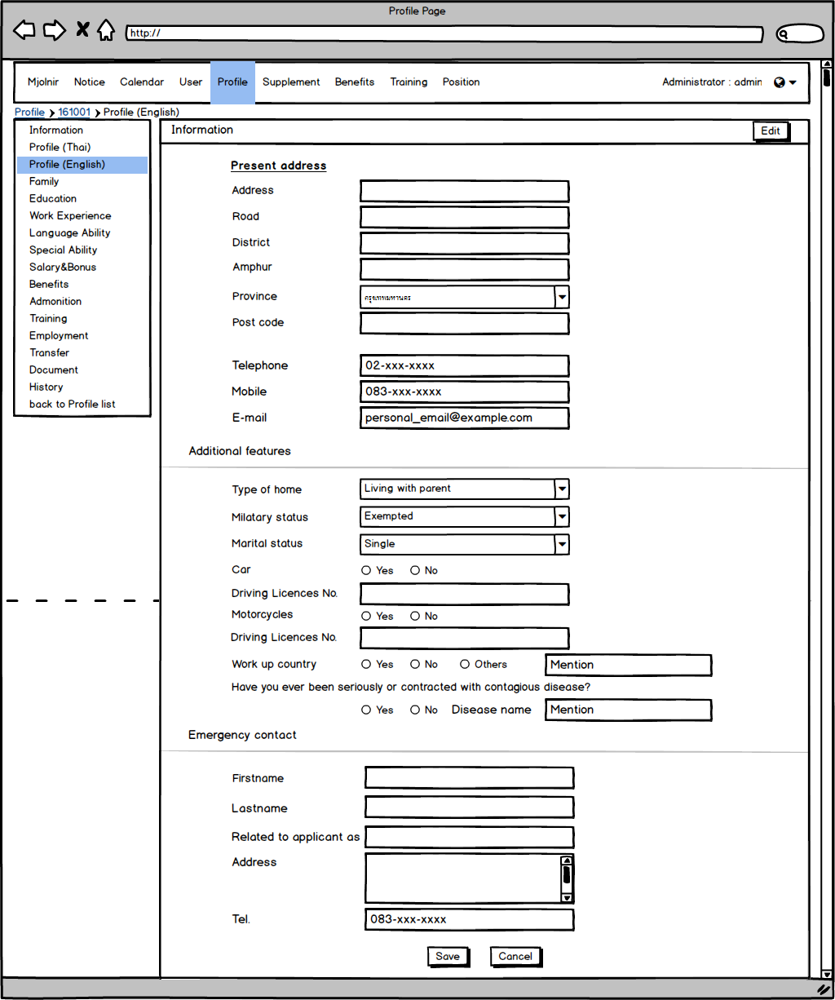 Profile Page
http://
Mjolnir Notice Calendar User Profile Supplement Benefits Training Position Administrator : admin
Profile 161001 Profile (English)
Information
Profile (Thai)
Profile (English)
Family
Education
Work Experience
Language Ability
Special Ability
Salary&Bonus
Benefits
Admonition
Training
Employment
Transfer
Document
History
back to Profile list
Information Edit
Present address
Address
Road
District
Amphur
Province กรุงเทพมหานคร
Post code
Telephone 02-xxx-xxxx
Mobile 083-xxx-xxxx
E-mail personal_email@example.com
Additional features
Type of home Living with parent
Milatary status Exempted
Marital status Single
Car Yes No
Driving Licences No.
Motorcycles Yes No
Driving Licences No.
Work up country Yes No Others Mention
Have you ever been seriously or contracted with contagious disease?
Yes No Disease name Mention
Emergency contact
Firstname
Lastname
Related to applicant as
Address
Tel. 083-xxx-xxxx
Save Cancel